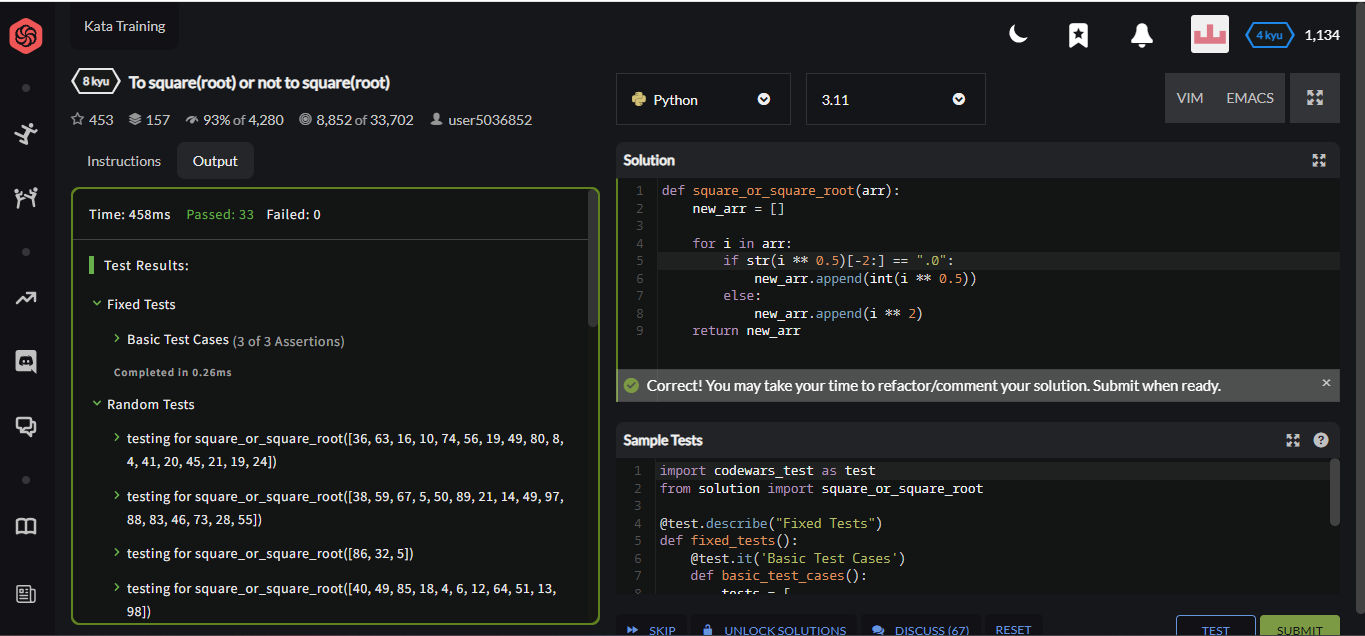 Kata Training
4 kyu 1,134
8 kyu To square(root) or not to square(root)
453 157 93% of 4,280 8,852 of 33,702 user5036852
Instructions Output
Time: 458ms Passed: 33 Failed: 0
Test Results:
Fixed Tests
Basic Test Cases (3 of 3 Assertions)
Completed in 0.26ms
Random Tests
testing for square_or_square_root([36, 63, 16, 10, 74, 56, 19, 49, 80, 8,
4, 41, 20, 45, 21, 19, 24])
testing for square_or_square_root([38, 59, 67, 5, 50, 89, 21, 14, 49, 97,
88, 83, 46, 73, 28, 55])
testing for square_or_square_root([86, 32, 5])
testing for square_or_square_root([40, 49, 85, 18, 4, 6, 12, 64, 51, 13,
98])
Python 3.11 VIM EMACS
Solution
1 def square_or_square_root(arr):
2     new_arr = []
3
4     for i in arr:
5         if str(i ** 0.5)[-2:] == ".0":
6             new_arr.append(int(i ** 0.5))
7         else:
8             new_arr.append(i ** 2)
9     return new_arr
Correct! You may take your time to refactor/comment your solution. Submit when ready. ×
Sample Tests ?
1 import codewars_test as test
2 from solution import square_or_square_root
3
4 @test.describe("Fixed Tests")
5 def fixed_tests():
6     @test.it('Basic Test Cases')
7     def basic_test_cases():
8         tests = [
SKIP UNLOCK SOLUTIONS DISCUSS (67) RESET TEST SUBMIT